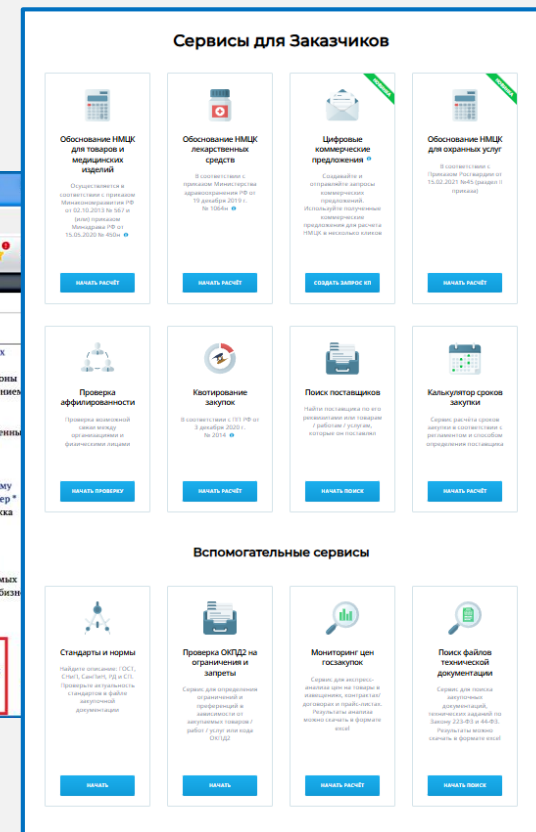 Сервисы для Заказчиков
НОВИНКА
НОВИНКА
Обоснование НМЦК
для товаров и
медицинских
изделий
Осуществляется в
соответствии с приказом
Минэкономразвития РФ
от 02.10.2013 № 567 и
(или) приказом
Минздрава РФ от
15.05.2020 № 450н
НАЧАТЬ РАСЧЁТ
Обоснование НМЦК
лекарственных
средств
В соответствии с
приказом Министерства
здравоохранения РФ от
19 декабря 2019 г.
№ 1064н
НАЧАТЬ РАСЧЁТ
Цифровые
коммерческие
предложения
Создавайте и
отправляйте запросы
коммерческих
предложений.
Используйте полученные
коммерческие
предложения для расчета
НМЦК в несколько кликов
СОЗДАТЬ ЗАПРОС КП
Обоснование НМЦК
для охранных услуг
В соответствии с
Приказом Росгвардии от
15.02.2021 №45 (раздел II
приказа)
НАЧАТЬ РАСЧЁТ
Проверка
аффилированности
Проверка возможной
связи между
организациями и
физическими лицами
НАЧАТЬ ПРОВЕРКУ
Квотирование
закупок
В соответствии с ПП РФ от
3 декабря 2020 г.
№ 2014
НАЧАТЬ РАСЧЁТ
Поиск поставщиков
Найти поставщика по его
реквизитам или товарам
/ работам / услугам,
которые он поставлял
НАЧАТЬ ПОИСК
Калькулятор сроков
закупки
Сервис расчёта сроков
закупки в соответствии с
регламентом и способом
определения поставщика
НАЧАТЬ РАСЧЁТ
Вспомогательные сервисы
Стандарты и нормы
Найдите описание: ГОСТ,
СНиП, СанПиН, РД и СП.
Проверьте актуальность
стандартов в файле
закупочной
документации
НАЧАТЬ
Проверка ОКПД2 на
ограничения и
запреты
Сервис для определения
ограничений и
преференций в
зависимости от
закупаемых товаров /
работ / услуг или кода
ОКПД2
НАЧАТЬ
Мониторинг цен
госзакупок
Сервис для экспресс-
анализа цен на товары в
извещениях, контрактах/
договорах и прайс-листах.
Результаты анализа
можно скачать в формате
excel
НАЧАТЬ РАСЧЁТ
Поиск файлов
технической
документации
Сервис для поиска
закупочных
документаций,
технических заданий по
Закону 223-ФЗ и 44-ФЗ.
Результаты можно
скачать в формате excel
НАЧАТЬ ПОИСК